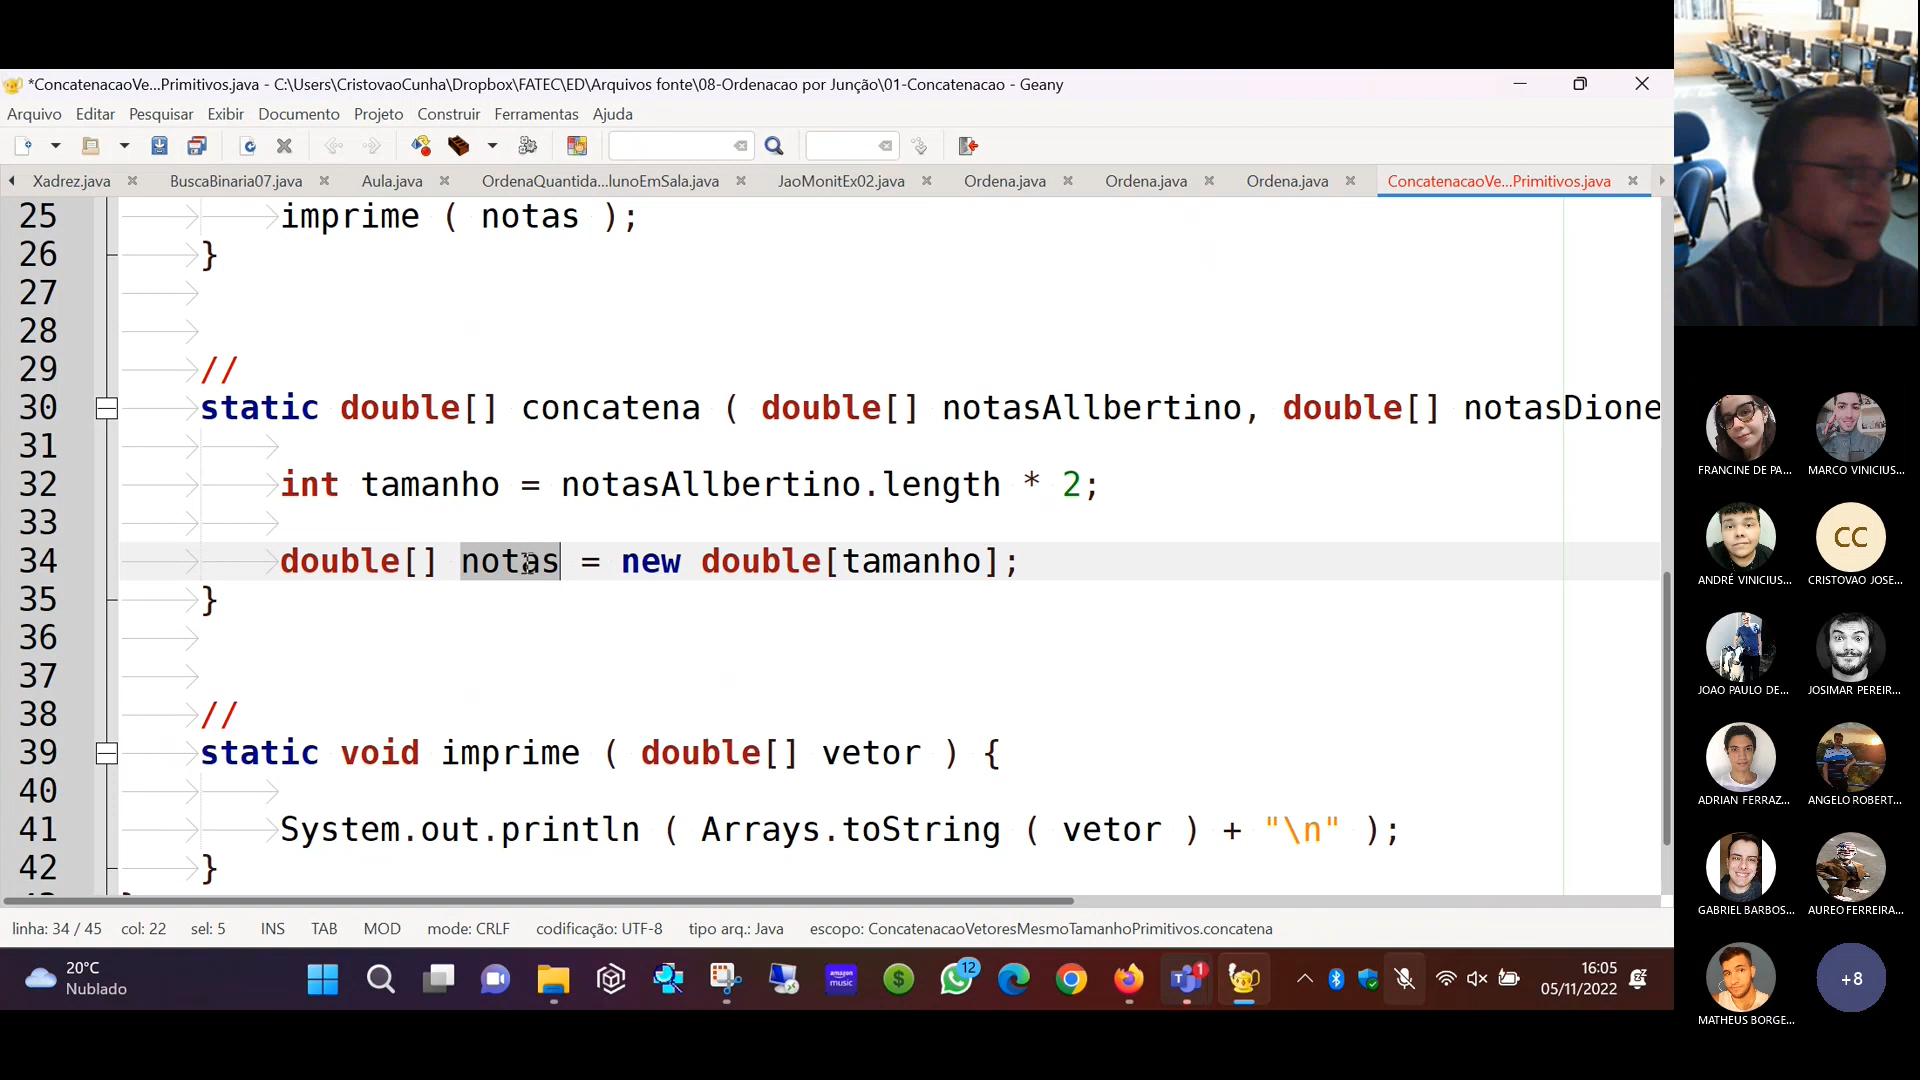 *ConcatenacaoVe...Primitivos.java - C:\Users\CristovaoCunha\Dropbox\FATEC\ED\Arquivos fonte\08-Ordenacao por Junção\01-Concatenacao - Geany
Arquivo Editar Pesquisar Exibir Documento Projeto Construir Ferramentas Ajuda
Xadrez.java BuscaBinaria07.java Aula.java OrdenaQuantida...lunoEmSala.java JaoMonitEx02.java Ordena.java Ordena.java Ordena.java ConcatenacaoVe...Primitivos.java
25 imprime ( notas );
26 }
27
28
29 //
30 static double[] concatena ( double[] notasAllbertino, double[] notasDione
31
32 int tamanho = notasAllbertino.length * 2;
33
34 double[] notas = new double[tamanho];
35 }
36
37
38 //
39 static void imprime ( double[] vetor ) {
40
41 System.out.println ( Arrays.toString ( vetor ) + "\n" );
42 }
linha: 34 / 45 col: 22 sel: 5 INS TAB MOD mode: CRLF codificação: UTF-8 tipo arq.: Java escopo: ConcatenacaoVetoresMesmoTamanhoPrimitivos.concatena
20°C
Nublado
amazon
music
12
1
16:05
05/11/2022
FRANCINE DE PA... MARCO VINICIUS...
CC
ANDRÉ VINICIUS... CRISTOVAO JOSE...
JOAO PAULO DE... JOSIMAR PEREIR...
ADRIAN FERRAZ... ANGELO ROBERT...
GABRIEL BARBOS... AUREO FERREIRA...
+8
MATHEUS BORGE...